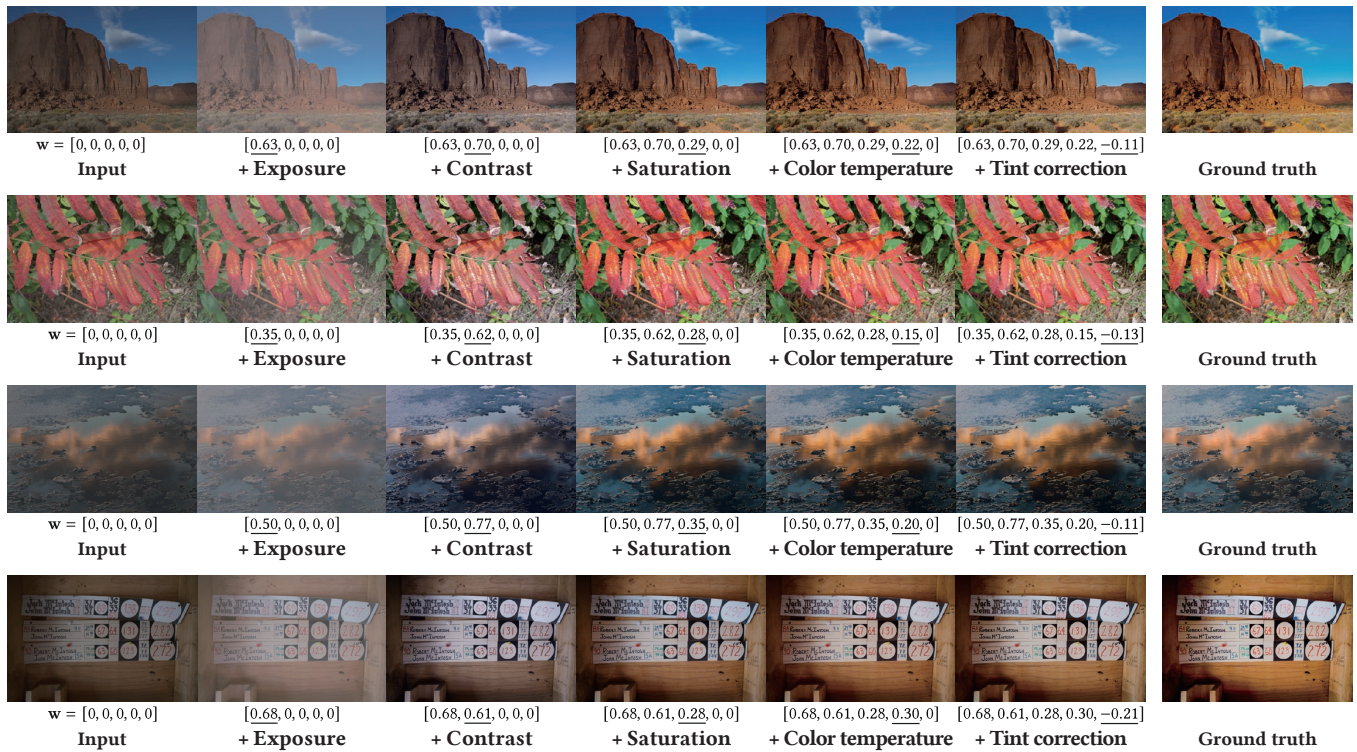 w = [0, 0, 0, 0, 0] [0.63, 0, 0, 0, 0] [0.63, 0.70, 0, 0, 0] [0.63, 0.70, 0.29, 0, 0] [0.63, 0.70, 0.29, 0.22, 0] [0.63, 0.70, 0.29, 0.22, −0.11]
Input + Exposure + Contrast + Saturation + Color temperature + Tint correction Ground truth
w = [0, 0, 0, 0, 0] [0.35, 0, 0, 0, 0] [0.35, 0.62, 0, 0, 0] [0.35, 0.62, 0.28, 0, 0] [0.35, 0.62, 0.28, 0.15, 0] [0.35, 0.62, 0.28, 0.15, −0.13]
Input + Exposure + Contrast + Saturation + Color temperature + Tint correction Ground truth
w = [0, 0, 0, 0, 0] [0.50, 0, 0, 0, 0] [0.50, 0.77, 0, 0, 0] [0.50, 0.77, 0.35, 0, 0] [0.50, 0.77, 0.35, 0.20, 0] [0.50, 0.77, 0.35, 0.20, −0.11]
Input + Exposure + Contrast + Saturation + Color temperature + Tint correction Ground truth
w = [0, 0, 0, 0, 0] [0.68, 0, 0, 0, 0] [0.68, 0.61, 0, 0, 0] [0.68, 0.61, 0.28, 0, 0] [0.68, 0.61, 0.28, 0.30, 0] [0.68, 0.61, 0.28, 0.30, −0.21]
Input + Exposure + Contrast + Saturation + Color temperature + Tint correction Ground truth